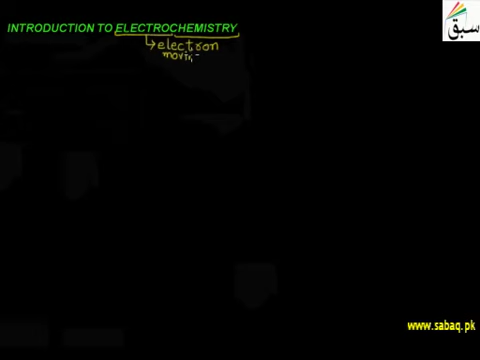 INTRODUCTION TO ELECTROCHEMISTRY
electron
سبق
www.sabaq.pk